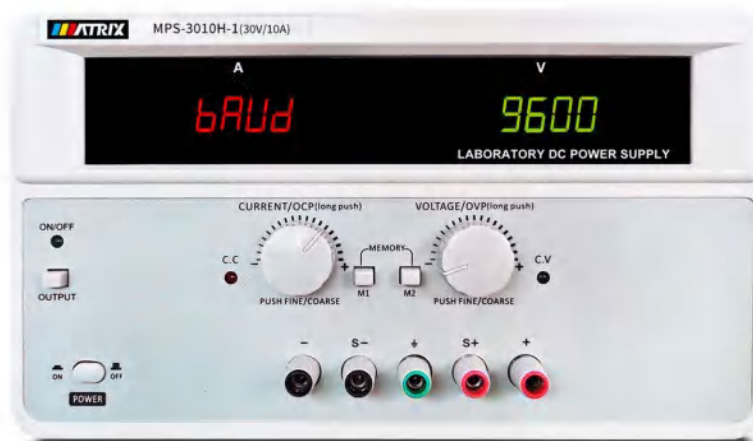 MATRIX MPS-3010H-1(30V/10A)
A V
bAUd 9600
LABORATORY DC POWER SUPPLY
CURRENT/OCP(long push) VOLTAGE/OVP(long push)
ON/OFF
MEMORY
C.C - + - + C.V
OUTPUT M1 M2
PUSH FINE/COARSE PUSH FINE/COARSE
- S- S+ +
ON OFF
POWER